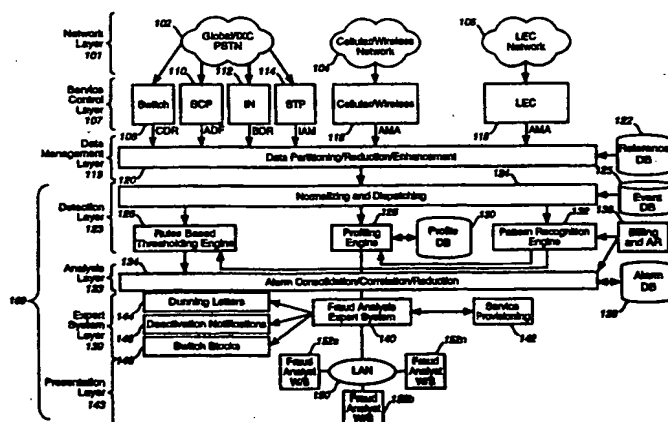 Network
Layer
101
102
Global/IXC
PSTN
Cellular/Wireless
Network
104
106
LEC
Network
Service
Control
Layer
107
110
112
114
Switch
SCP
IN
STP
Cellular/Wireless
LEC
108
CDR
ADF
BDR
IAM
116
AMA
118
AMA
122
Reference
DB
Data
Management
Layer
119
120
Data Partitioning/Reduction/Enhancement
124
Normalizing and Dispatching
125
Event
DB
Detection
Layer
123
126
Rules Based
Thresholding Engine
128
Profiling
Engine
130
Profile
DB
132
Pattern Recognition
Engine
136
Billing
and AR
Analysis
Layer
133
134
Alarm Consolidation/Correlation/Reduction
Alarm
DB
138
Expert
System
Layer
139
144
Dunning Letters
146
Deactivation Notifications
148
Switch Blocks
Fraud Analysis
Expert System
140
Service
Provisioning
142
Presentation
Layer
143
152a
Fraud
Analyst
W/S
LAN
150
152n
Fraud
Analyst
W/S
Fraud
Analyst
W/S
152b